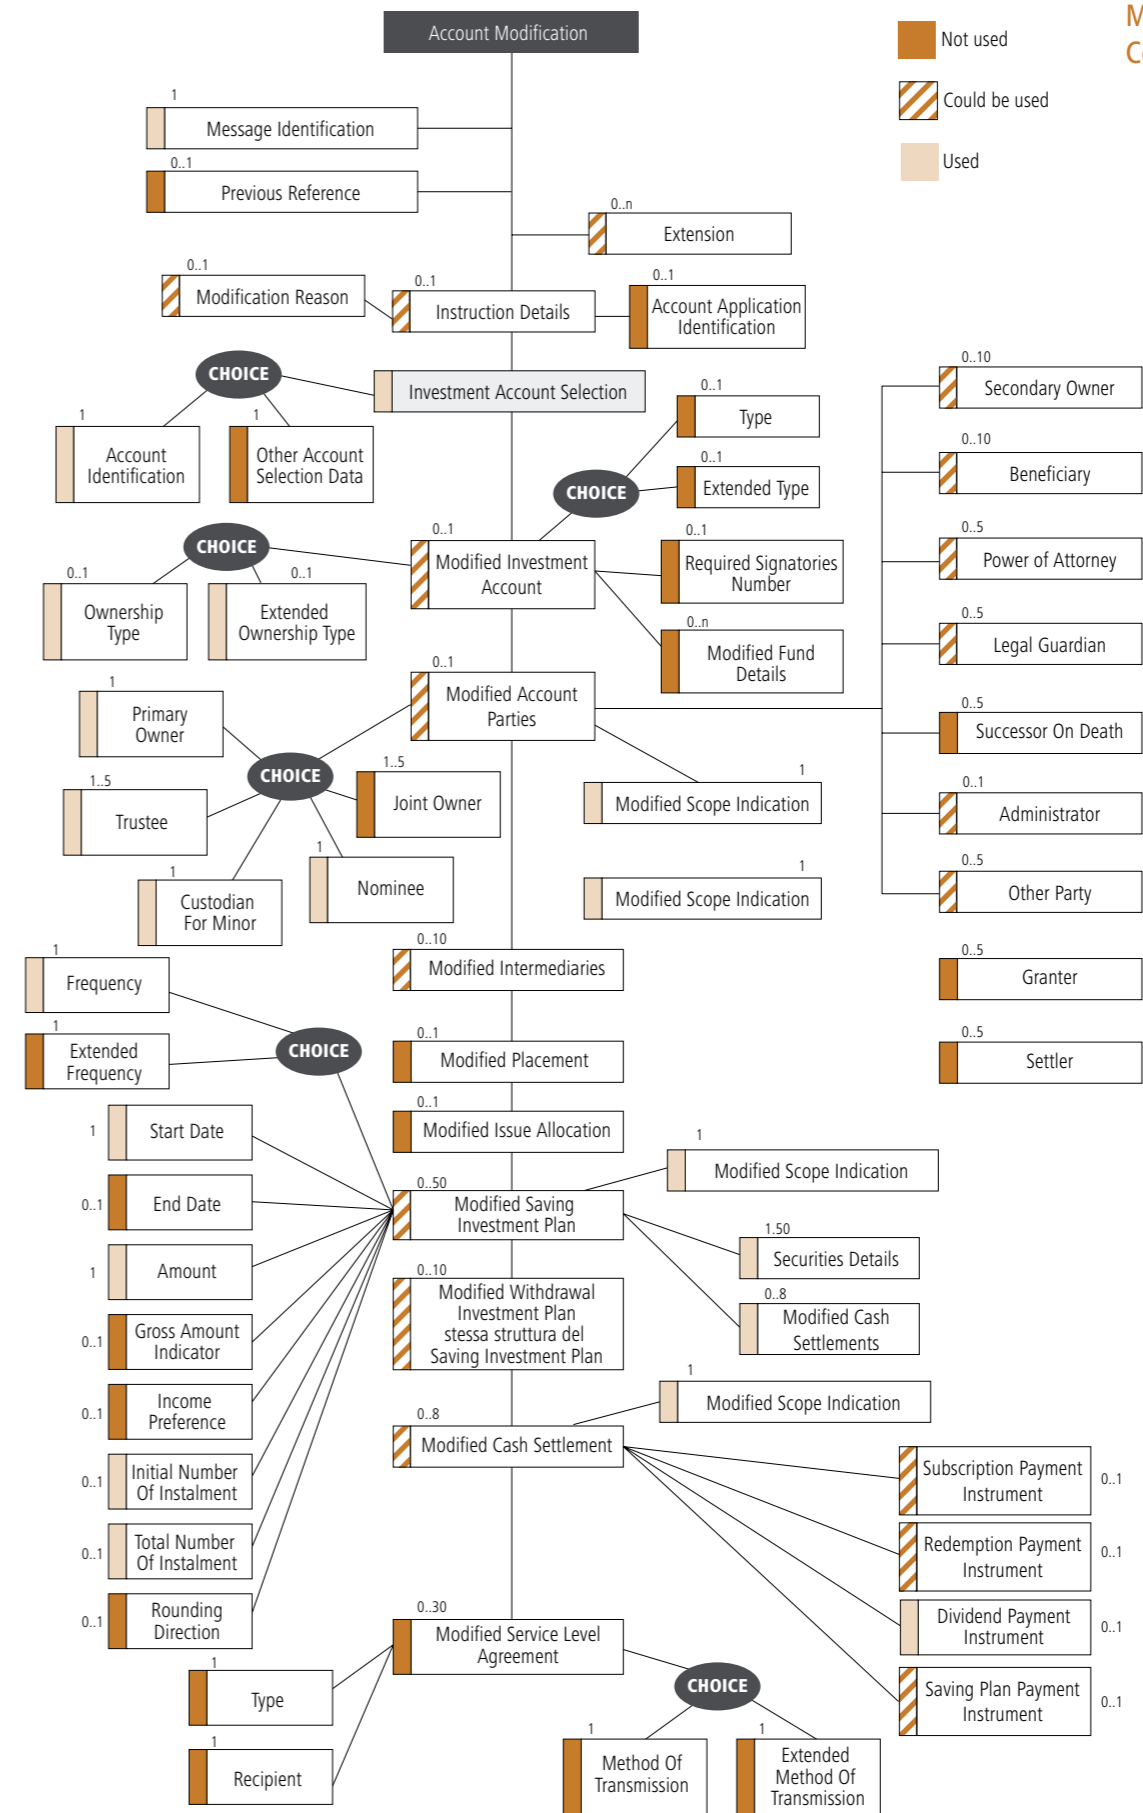 M
C
Account Modification
Not used
Could be used
Used
1
Message Identification
0..1
Previous Reference
0..n
Extension
0..1
Modification Reason
0..1
Instruction Details
0..1
Account Application
Identification
CHOICE
Investment Account Selection
1
Account
Identification
1
Other Account
Selection Data
0..1
Type
0..1
Extended Type
CHOICE
0..10
Secondary Owner
0..10
Beneficiary
0..5
Power of Attorney
0..5
Legal Guardian
0..5
Successor On Death
0..1
Administrator
0..5
Other Party
0..5
Granter
0..5
Settler
CHOICE
0..1
Modified Investment
Account
0..1
Required Signatories
Number
0..n
Modified Fund
Details
0..1
Ownership
Type
0..1
Extended
Ownership Type
0..1
Modified Account
Parties
1
Primary
Owner
CHOICE
1..5
Trustee
1..5
Joint Owner
1
Custodian
For Minor
1
Nominee
1
Modified Scope Indication
1
Modified Scope Indication
0..10
Modified Intermediaries
1
Frequency
1
Extended
Frequency
CHOICE
0..1
Modified Placement
0..1
Modified Issue Allocation
1
Start Date
0..1
End Date
1
Amount
0..1
Gross Amount
Indicator
0..1
Income
Preference
0..1
Initial Number
Of Instalment
0..1
Total Number
Of Instalment
0..1
Rounding
Direction
0..50
Modified Saving
Investment Plan
1
Modified Scope Indication
1.50
Securities Details
0..8
Modified Cash
Settlements
0..10
Modified Withdrawal
Investment Plan
stessa struttura del
Saving Investment Plan
1
Modified Scope Indication
0..8
Modified Cash Settlement
Subscription Payment
Instrument
0..1
Redemption Payment
Instrument
0..1
Dividend Payment
Instrument
0..1
Saving Plan Payment
Instrument
0..1
0..30
Modified Service Level
Agreement
1
Type
1
Recipient
CHOICE
1
Method Of
Transmission
1
Extended
Method Of
Transmission